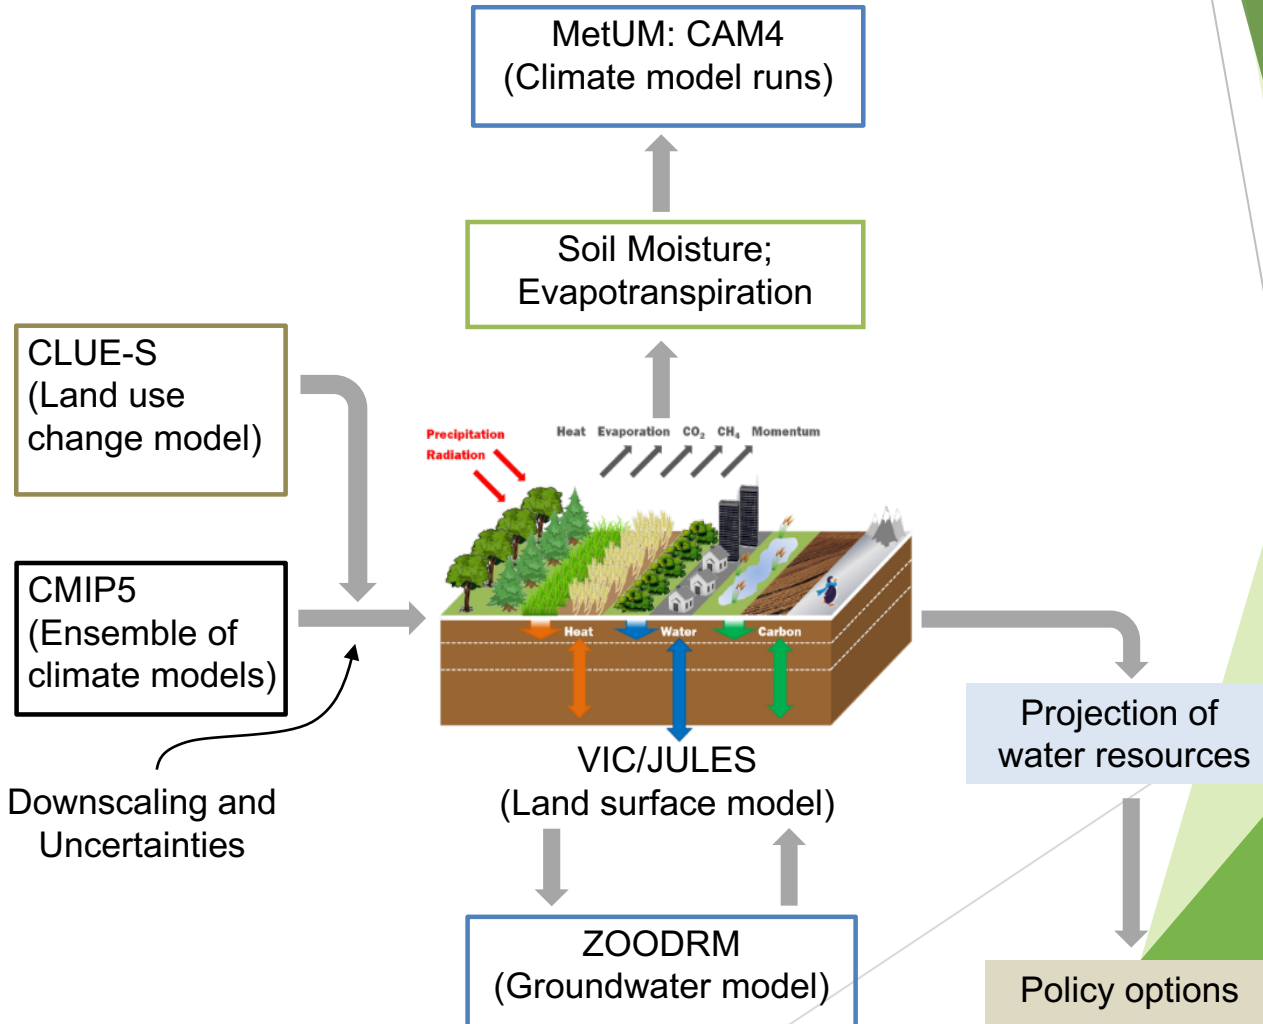 MetUM: CAM4
(Climate model runs)
Soil Moisture;
Evapotranspiration
CLUE-S
(Land use
change model)
Precipitation
Radiation
Heat Evaporation CO₂ CH₄ Momentum
CMIP5
(Ensemble of
climate models)
Heat Water Carbon
Downscaling and
Uncertainties
VIC/JULES
(Land surface model)
Projection of
water resources
ZOODRM
(Groundwater model)
Policy options